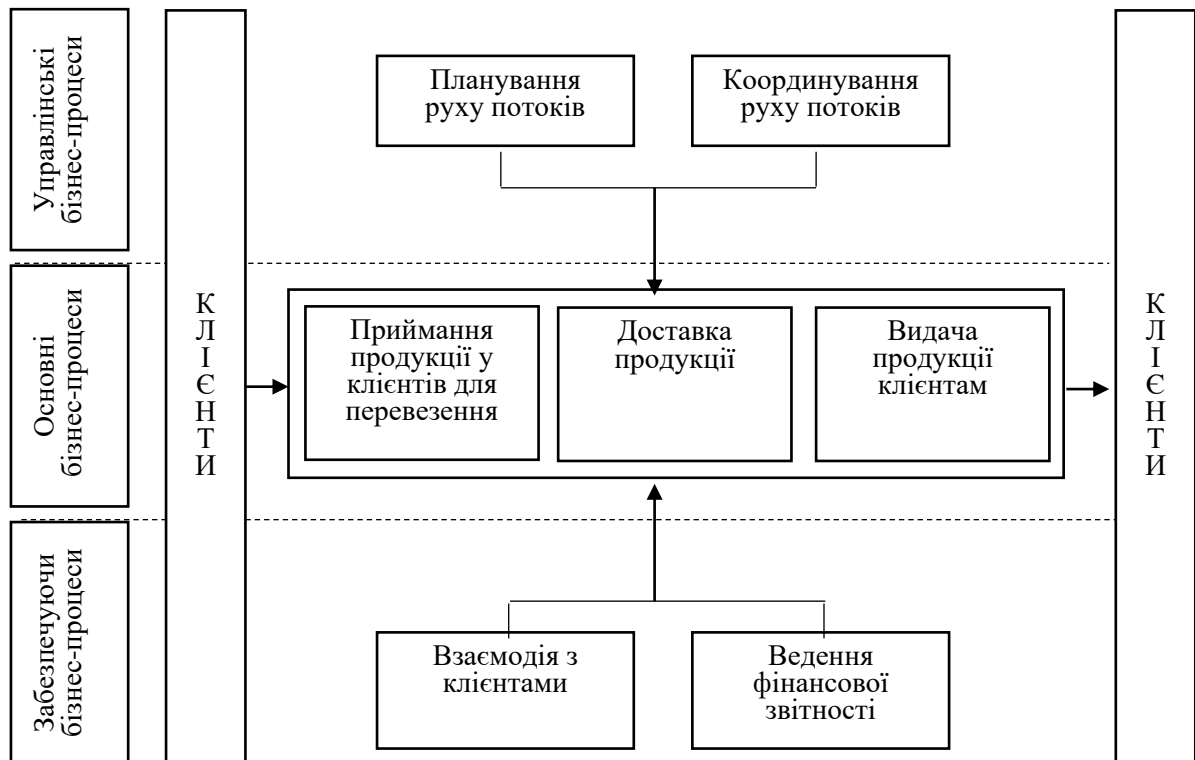 Управлінські
бізнес-процеси
Планування
руху потоків
Координування
руху потоків
Основні
бізнес-процеси
К
Л
І
Є
Н
Т
И
Приймання
продукції у
клієнтів для
перевезення
Доставка
продукції
Видача
продукції
клієнтам
К
Л
І
Є
Н
Т
И
Забезпечуючи
бізнес-процеси
Взаємодія з
клієнтами
Ведення
фінансової
звітності